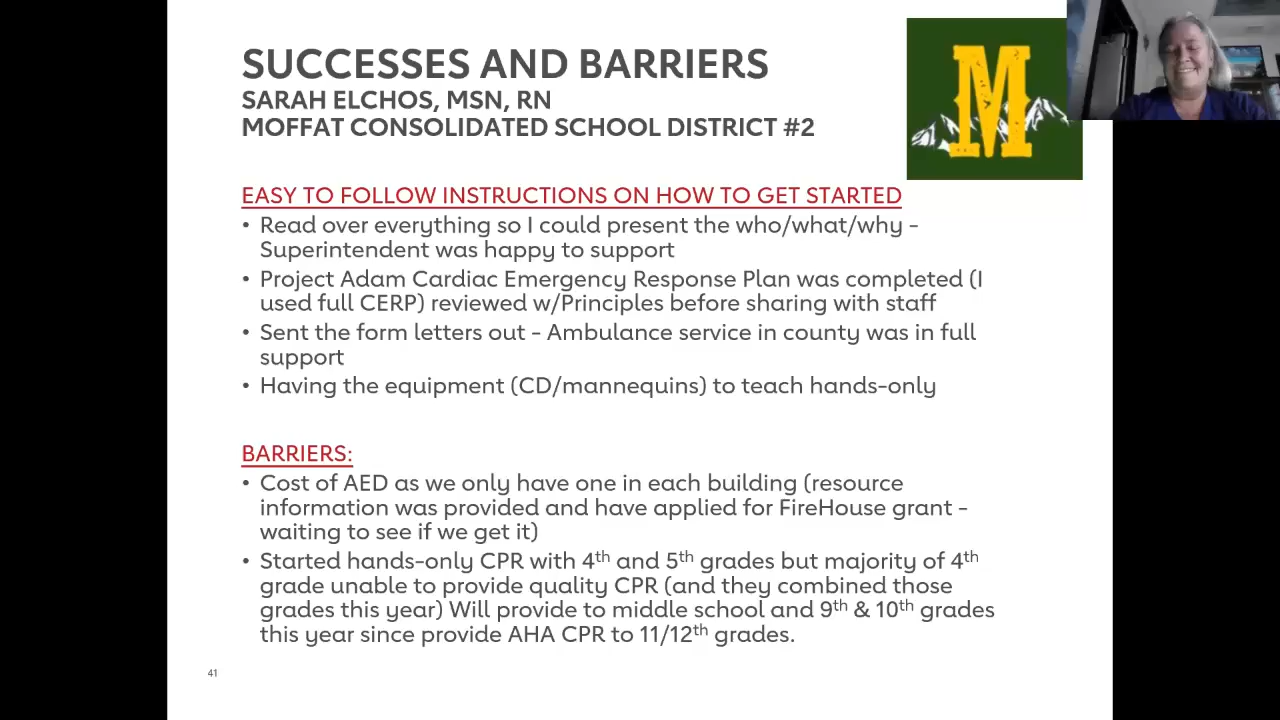 SUCCESSES AND BARRIERS
SARAH ELCHOS, MSN, RN
MOFFAT CONSOLIDATED SCHOOL DISTRICT #2
M
EASY TO FOLLOW INSTRUCTIONS ON HOW TO GET STARTED
• Read over everything so I could present the who/what/why –
Superintendent was happy to support
• Project Adam Cardiac Emergency Response Plan was completed (I
used full CERP) reviewed w/Principles before sharing with staff
• Sent the form letters out – Ambulance service in county was in full
support
• Having the equipment (CD/mannequins) to teach hands-only
BARRIERS:
• Cost of AED as we only have one in each building (resource
information was provided and have applied for FireHouse grant –
waiting to see if we get it)
• Started hands-only CPR with 4th and 5th grades but majority of 4th
grade unable to provide quality CPR (and they combined those
grades this year) Will provide to middle school and 9th & 10th grades
this year since provide AHA CPR to 11/12th grades.
41